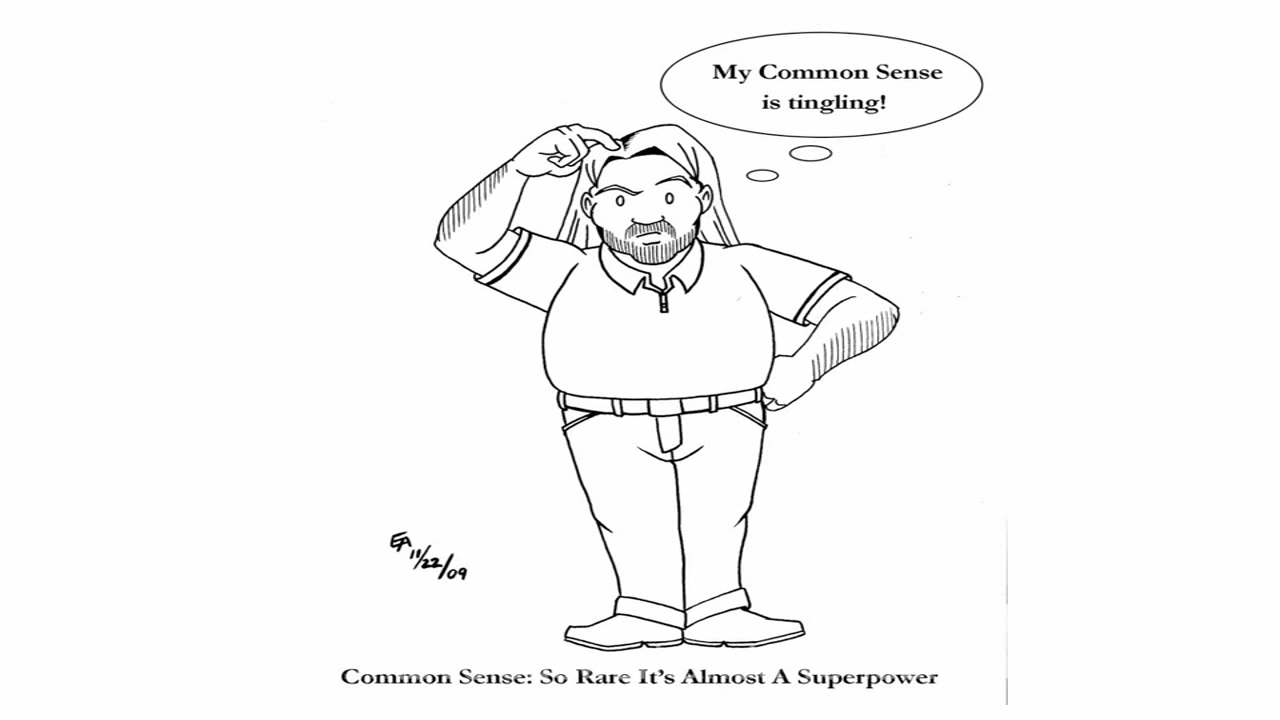 My Common Sense
is tingling!
EA
11/22/09
Common Sense: So Rare It's Almost A Superpower